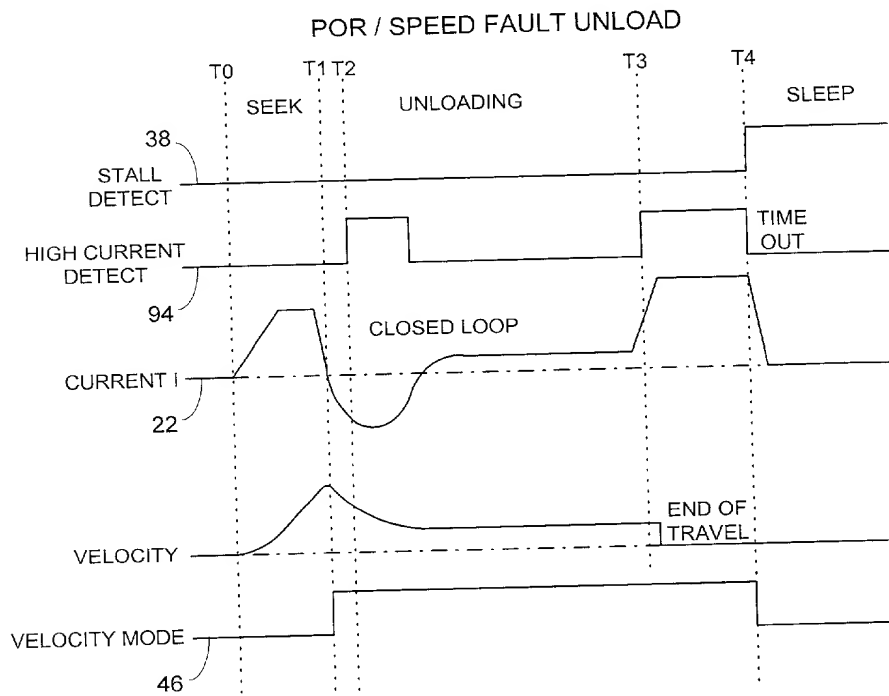 POR / SPEED FAULT UNLOAD
T0
T1
T2
T3
T4
SEEK
UNLOADING
SLEEP
38
STALL
DETECT
HIGH CURRENT
DETECT
TIME
OUT
94
CLOSED LOOP
CURRENT I
22
END OF
TRAVEL
VELOCITY
VELOCITY MODE
46